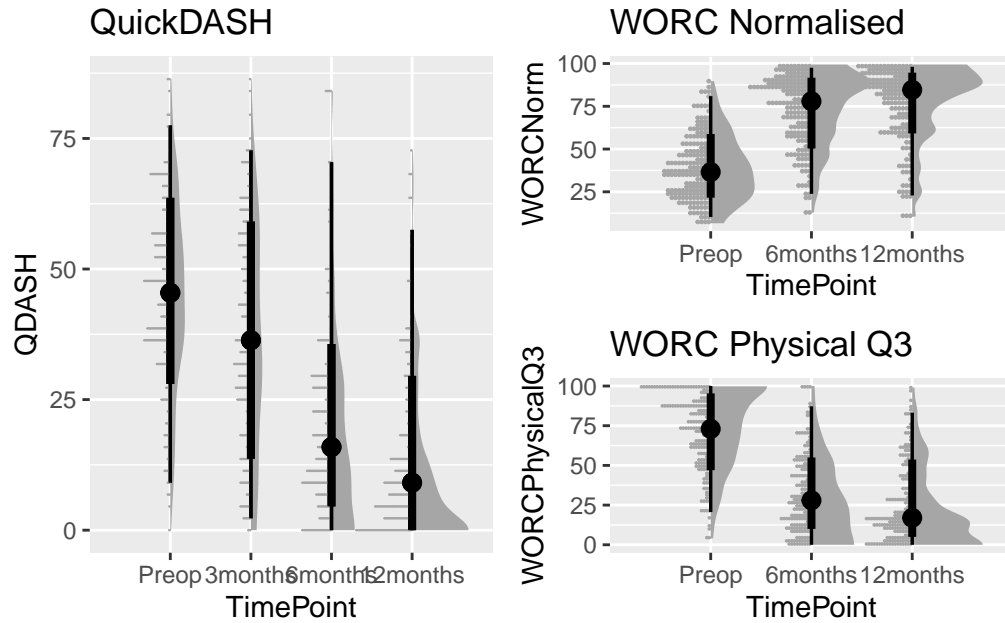 QuickDASH
QDASH
75
50
25
0
Preop 3months 6months 12months
TimePoint
WORC Normalised
WORCNorm
100
75
50
25
Preop 6months 12months
TimePoint
WORC Physical Q3
WORCPhysicalQ3
100
75
50
25
0
Preop 6months 12months
TimePoint